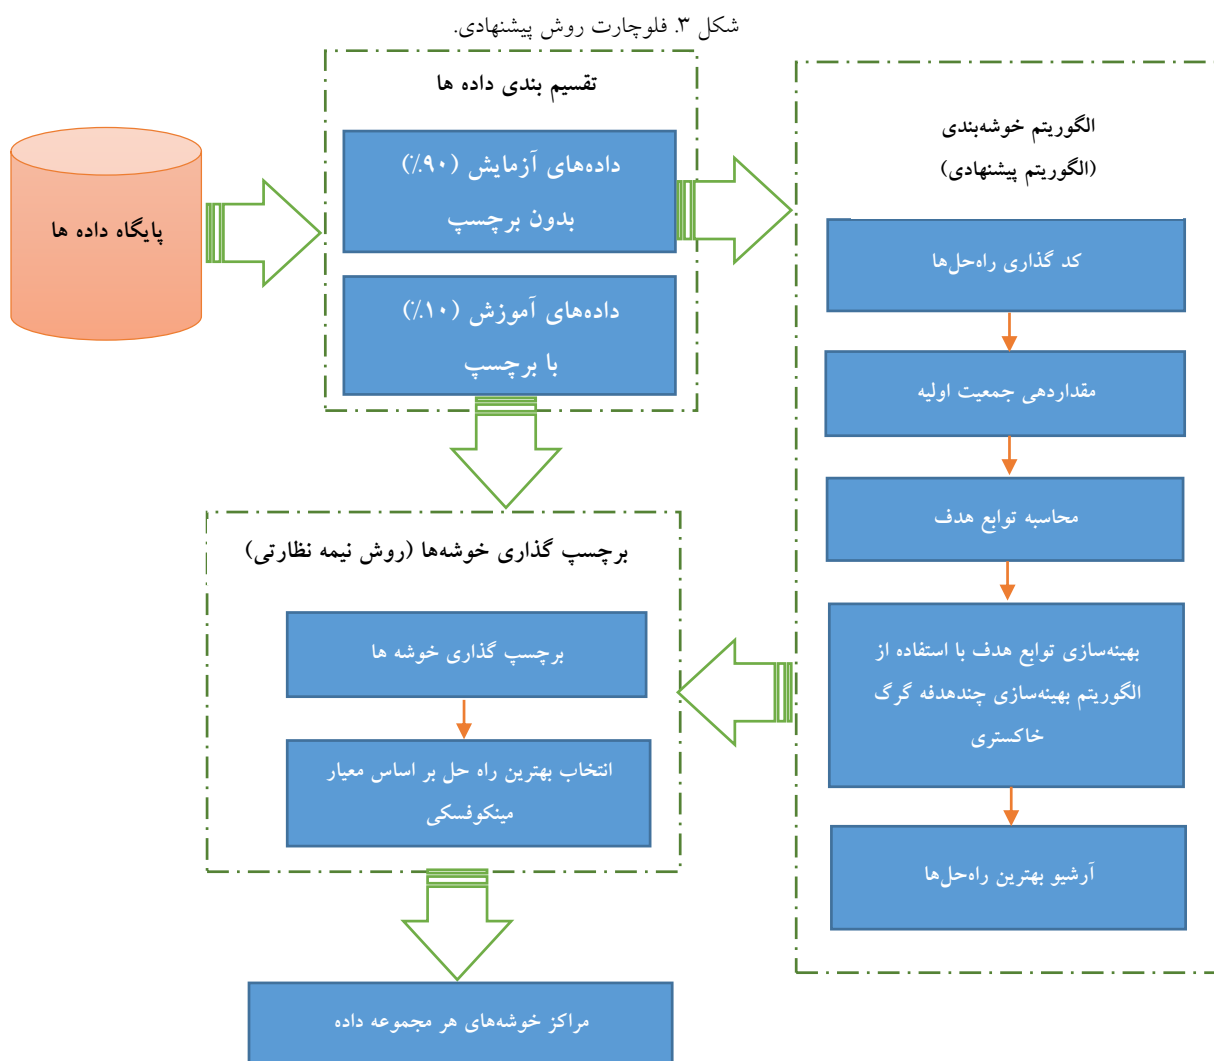 شکل ۳. فلوچارت روش پیشنهادی.
پایگاه داده ها
تقسیم بندی داده ها
داده‌های آزمایش (۹۰٪)
بدون برچسپ
داده‌های آموزش (۱۰٪)
با برچسپ
الگوریتم خوشه‌بندی
(الگوریتم پیشنهادی)
کد گذاری راه‌حل‌ها
مقداردهی جمعیت اولیه
محاسبه توابع هدف
بهینه‌سازی توابع هدف با استفاده از
الگوریتم بهینه‌سازی چندهدفه گرگ
خاکستری
آرشیو بهترین راه‌حل‌ها
برچسپ گذاری خوشه‌ها (روش نیمه نظارتی)
برچسپ گذاری خوشه ها
انتخاب بهترین راه حل بر اساس معیار
مینکوفسکی
مراکز خوشه‌های هر مجموعه داده